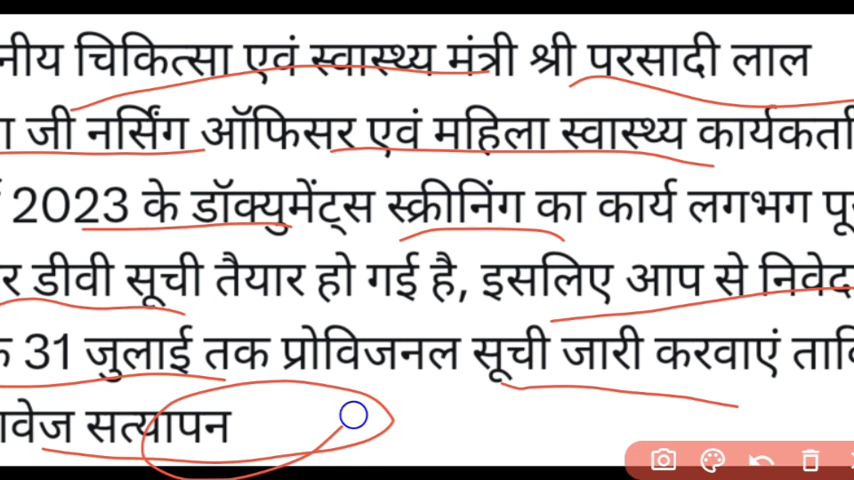 नीय चिकित्सा एवं स्वास्थ्य मंत्री श्री परसादी लाल
जी नर्सिंग ऑफिसर एवं महिला स्वास्थ्य कार्यकर्ता
2023 के डॉक्युमेंट्स स्क्रीनिंग का कार्य लगभग पू
र डीवी सूची तैयार हो गई है, इसलिए आप से निवेद
31 जुलाई तक प्रोविजनल सूची जारी करवाएं ताकि
ावेज सत्यापन